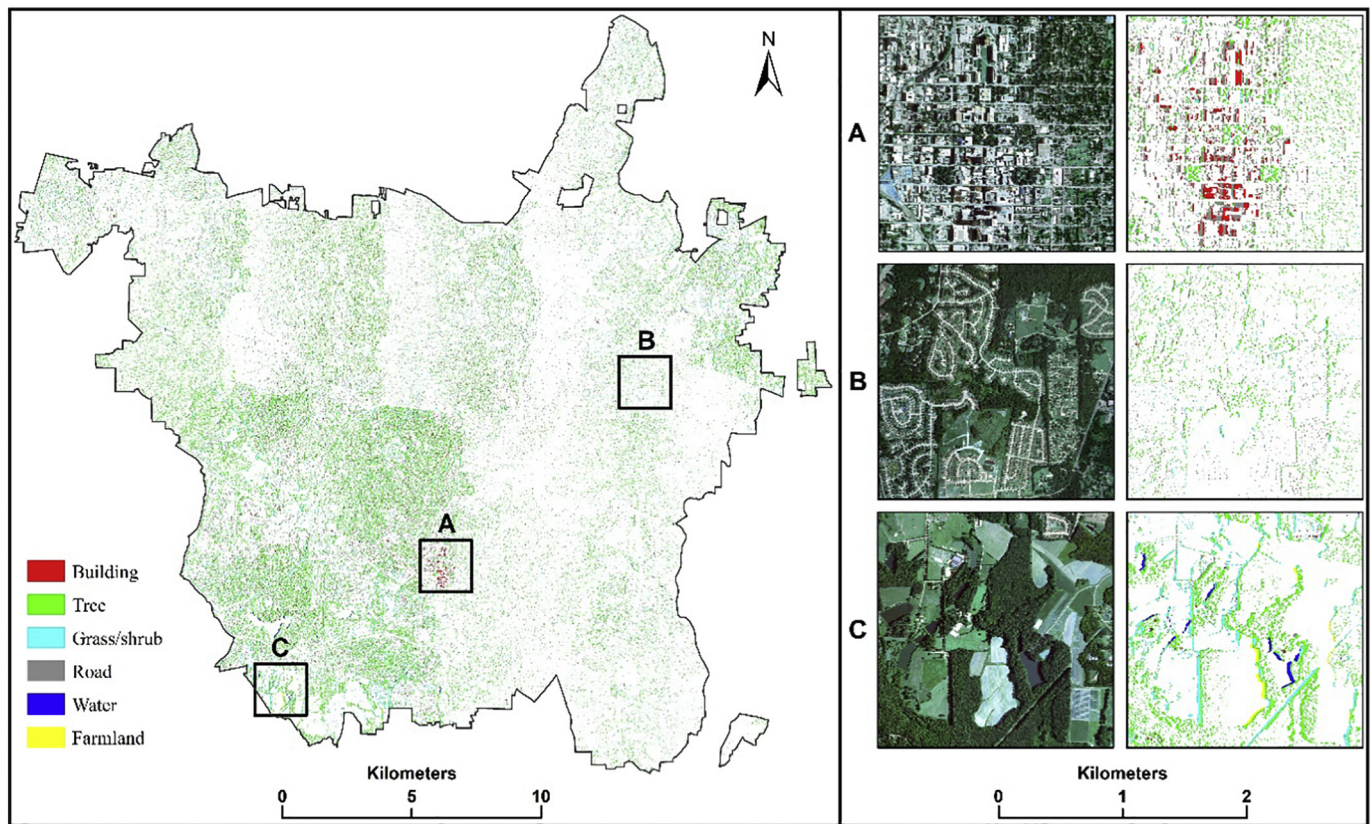 N
B
A
C
Building
Tree
Grass/shrub
Road
Water
Farmland
Kilometers
0 5 10
A
B
C
Kilometers
0 1 2